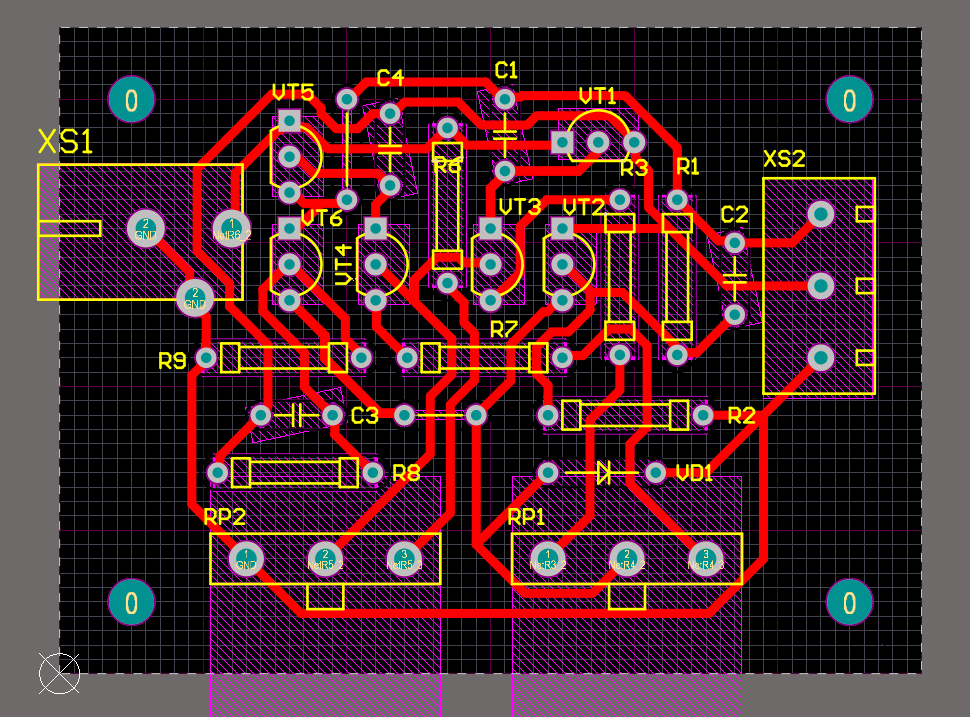 C1
C4
VT5
VT1
0
0
XS1
R6
R3
R1
XS2
VT6
VT3
VT2
C2
2
GND
1
NetR6_2
VT4
2
GND
R7
R9
C3
R2
R8
VD1
RP2
RP1
1
GND
2
NetR5_2
3
NetR5_3
1
NetR3_2
2
NetR4_2
3
NetR4_3
0
0